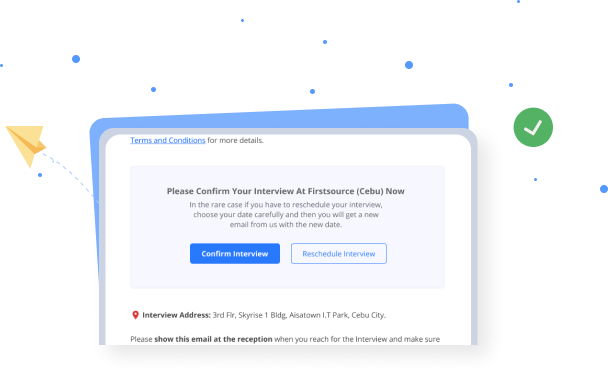 Terms and Conditions for more details.
Please Confirm Your Interview At Firstsource (Cebu) Now
In the rare case if you have to reschedule your interview,
choose your date carefully and then you will get a new
email from us with the new date.
Confirm Interview
Reschedule Interview
Interview Address: 3rd Flr, Skyrise 1 Bldg, Aisatown I.T Park, Cebu City.
Please show this email at the reception when you reach for the Interview and make sure